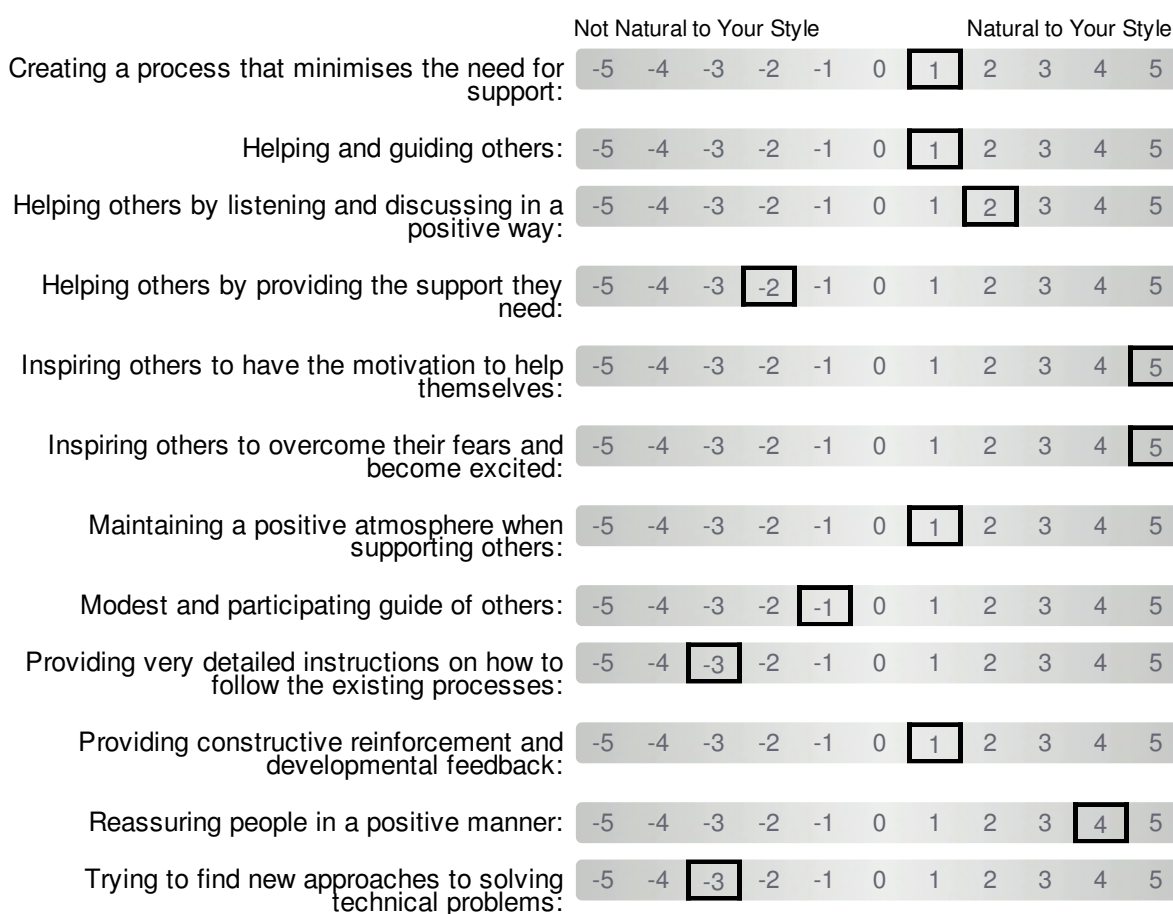 Not Natural to Your Style Natural to Your Style
Creating a process that minimises the need for -5 -4 -3 -2 -1 0 1 2 3 4 5
support:
Helping and guiding others: -5 -4 -3 -2 -1 0 1 2 3 4 5
Helping others by listening and discussing in a -5 -4 -3 -2 -1 0 1 2 3 4 5
positive way:
Helping others by providing the support they -5 -4 -3 -2 -1 0 1 2 3 4 5
need:
Inspiring others to have the motivation to help -5 -4 -3 -2 -1 0 1 2 3 4 5
themselves:
Inspiring others to overcome their fears and -5 -4 -3 -2 -1 0 1 2 3 4 5
become excited:
Maintaining a positive atmosphere when -5 -4 -3 -2 -1 0 1 2 3 4 5
supporting others:
Modest and participating guide of others: -5 -4 -3 -2 -1 0 1 2 3 4 5
Providing very detailed instructions on how to -5 -4 -3 -2 -1 0 1 2 3 4 5
follow the existing processes:
Providing constructive reinforcement and -5 -4 -3 -2 -1 0 1 2 3 4 5
developmental feedback:
Reassuring people in a positive manner: -5 -4 -3 -2 -1 0 1 2 3 4 5
Trying to find new approaches to solving -5 -4 -3 -2 -1 0 1 2 3 4 5
technical problems: